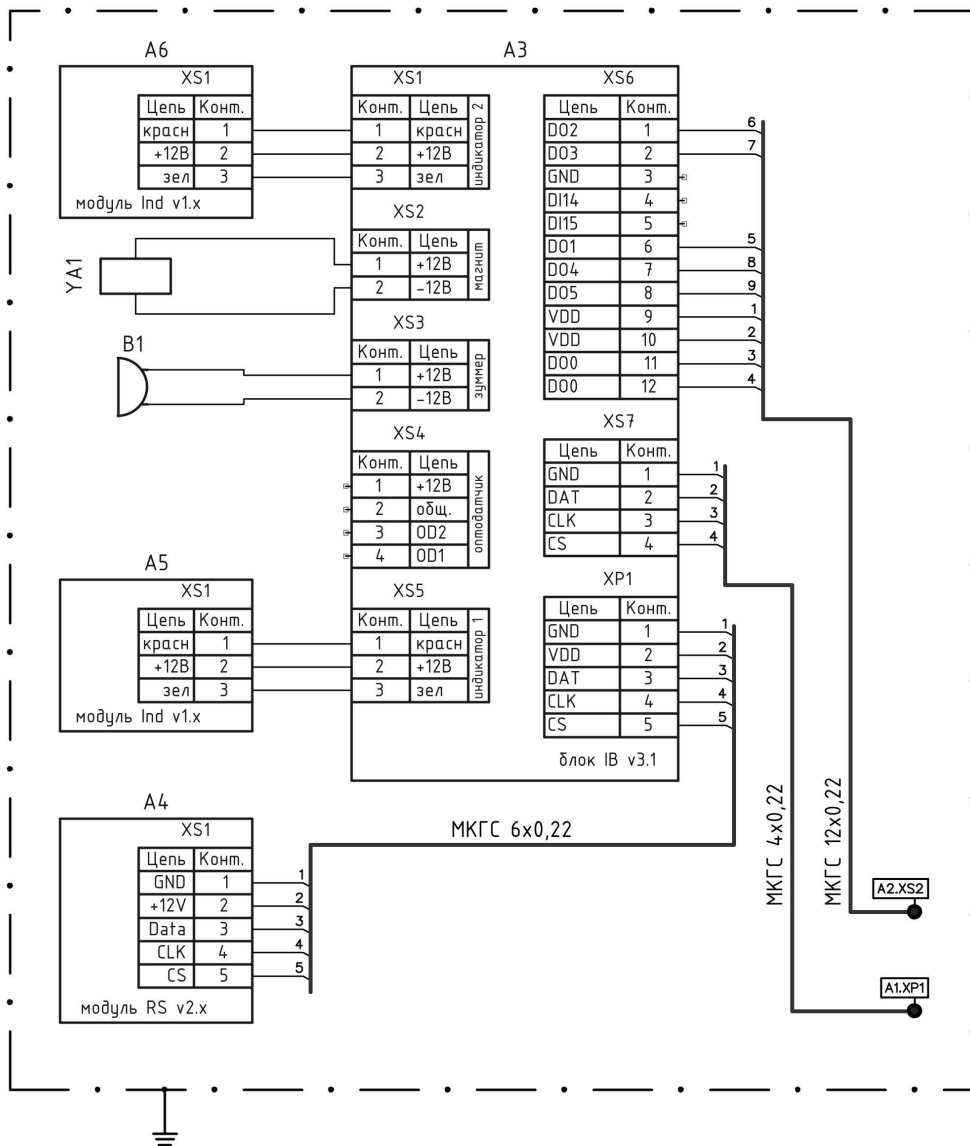 A6
XS1
Цепь Конт.
красн 1
+12В 2
зел 3
модуль Ind v1.x
YA1
B1
A5
XS1
Цепь Конт.
красн 1
+12В 2
зел 3
модуль Ind v1.x
A4
XS1
Цепь Конт.
GND 1
+12V 2
Data 3
CLK 4
CS 5
модуль RS v2.x
1
2
3
4
5
A3
XS1
Конт. Цепь
1 красн
2 +12В
3 зел
индикатор 2
XS2
Конт. Цепь
1 +12В
2 -12В
магнит
XS3
Конт. Цепь
1 +12В
2 -12В
зуммер
XS4
Конт. Цепь
1 +12В
2 общ.
3 OD2
4 OD1
оптодатчик
XS5
Конт. Цепь
1 красн
2 +12В
3 зел
индикатор 1
XS6
Цепь Конт.
DO2 1 6
DO3 2 7
GND 3
DI14 4
DI15 5
DO1 6 5
DO4 7 8
DO5 8 9
VDD 9 1
VDD 10 2
DO0 11 3
DO0 12 4
XS7
Цепь Конт.
GND 1 1
DAT 2 2
CLK 3 3
CS 4 4
XP1
Цепь Конт.
GND 1 1
VDD 2 2
DAT 3 3
CLK 4 4
CS 5 5
блок IB v3.1
МКГС 6x0,22
МКГС 4x0,22
МКГС 12x0,22
A2.XS2
A1.XP1